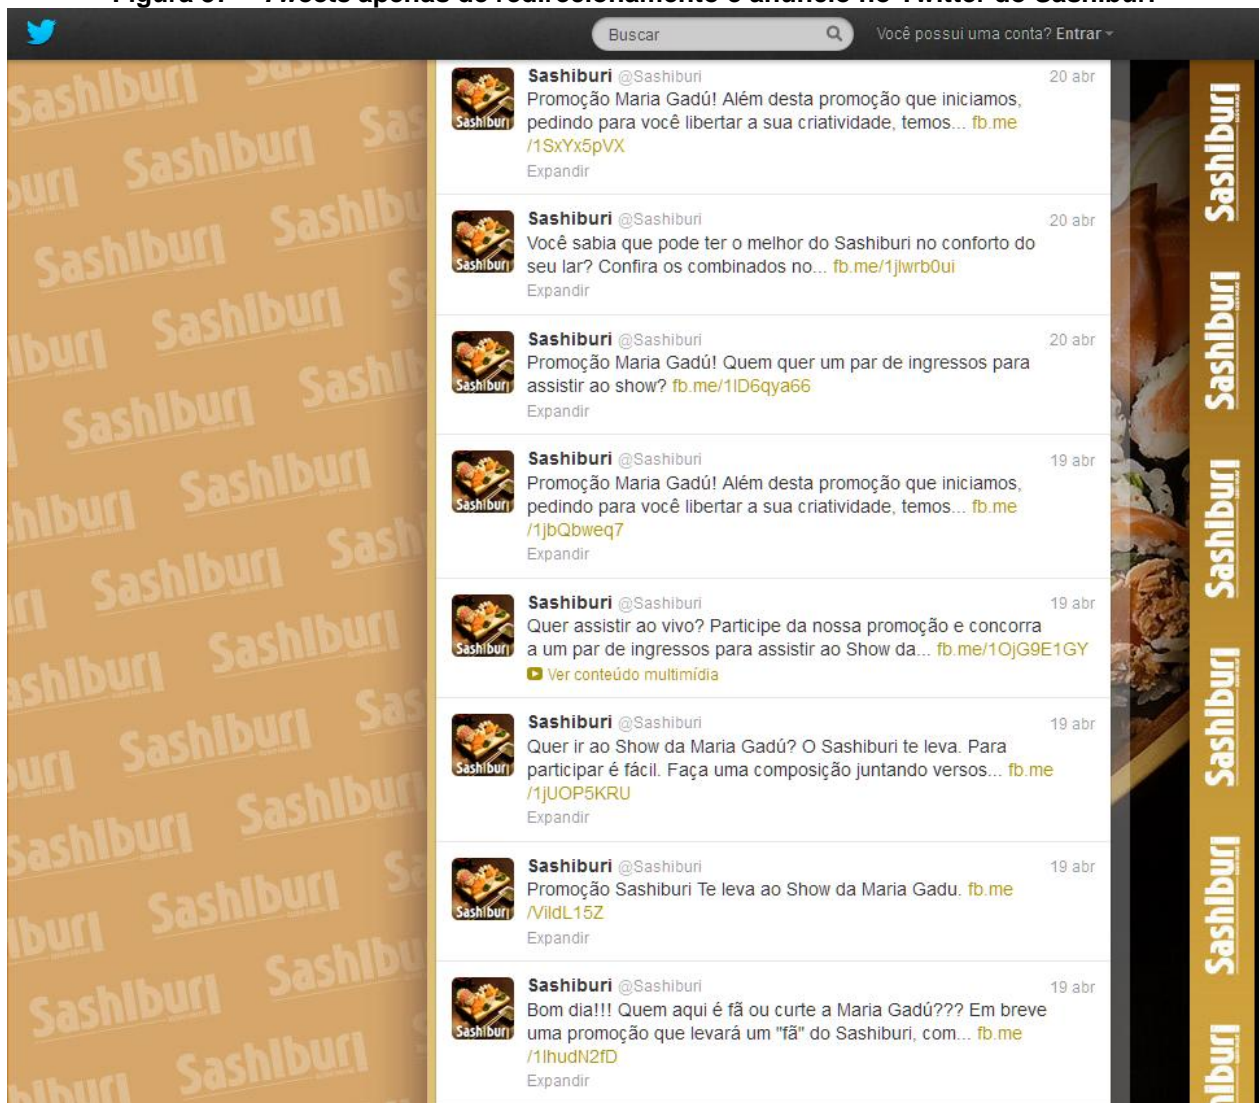 Buscar
Você possui uma conta? Entrar
Sashiburi @Sashiburi 20 abr
Promoção Maria Gadú! Além desta promoção que iniciamos,
pedindo para você libertar a sua criatividade, temos... fb.me
/1SxYx5pVX
Expandir
Sashiburi @Sashiburi 20 abr
Você sabia que pode ter o melhor do Sashiburi no conforto do
seu lar? Confira os combinados no... fb.me/1jlwrb0ui
Expandir
Sashiburi @Sashiburi 20 abr
Promoção Maria Gadú! Quem quer um par de ingressos para
assistir ao show? fb.me/1lD6qya66
Expandir
Sashiburi @Sashiburi 19 abr
Promoção Maria Gadú! Além desta promoção que iniciamos,
pedindo para você libertar a sua criatividade, temos... fb.me
/1jbQbweq7
Expandir
Sashiburi @Sashiburi 19 abr
Quer assistir ao vivo? Participe da nossa promoção e concorra
a um par de ingressos para assistir ao Show da... fb.me/1OjG9E1GY
Ver conteúdo multimídia
Sashiburi @Sashiburi 19 abr
Quer ir ao Show da Maria Gadú? O Sashiburi te leva. Para
participar é fácil. Faça uma composição juntando versos... fb.me
/1jUOP5KRU
Expandir
Sashiburi @Sashiburi 19 abr
Promoção Sashiburi Te leva ao Show da Maria Gadu. fb.me
/VildL15Z
Expandir
Sashiburi @Sashiburi 19 abr
Bom dia!!! Quem aqui é fã ou curte a Maria Gadú??? Em breve
uma promoção que levará um "fã" do Sashiburi, com... fb.me
/1lhudN2fD
Expandir
Sashiburi
Sashiburi
Sashiburi
Sashiburi
Sashiburi